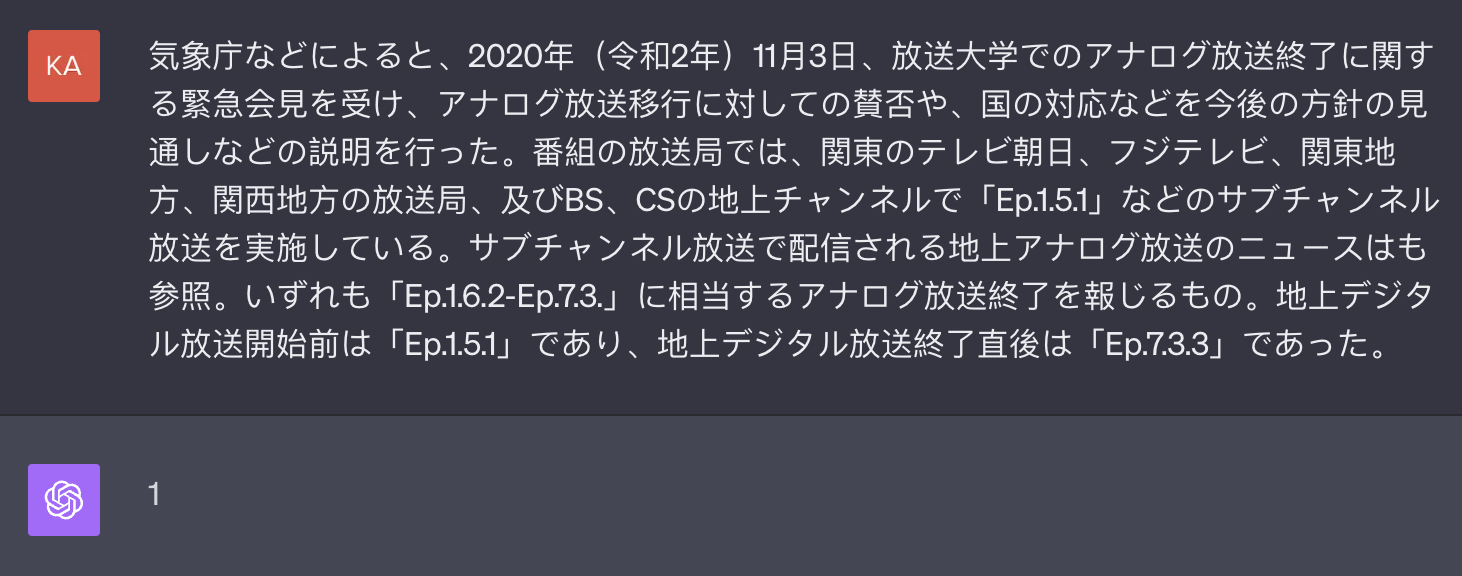 KA
気象庁などによると、2020年（令和2年）11月3日、放送大学でのアナログ放送終了に関す
る緊急会見を受け、アナログ放送移行に対しての賛否や、国の対応などを今後の方針の見
通しなどの説明を行った。番組の放送局では、関東のテレビ朝日、フジテレビ、関東地
方、関西地方の放送局、及びBS、CSの地上チャンネルで「Ep.1.5.1」などのサブチャンネル
放送を実施している。サブチャンネル放送で配信される地上アナログ放送のニュースはも
参照。いずれも「Ep.1.6.2-Ep.7.3.」に相当するアナログ放送終了を報じるもの。地上デジタ
ル放送開始前は「Ep.1.5.1」であり、地上デジタル放送終了直後は「Ep.7.3.3」であった。
1